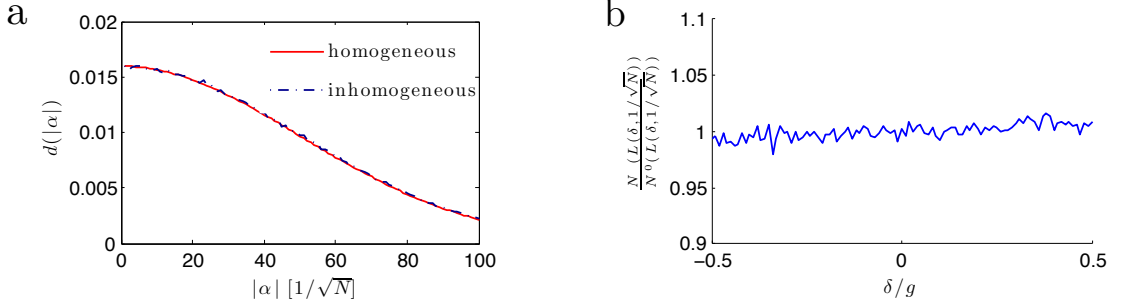 a
0.02
0.015
0.01
0.005
0
d(|α|)
homogeneous
inhomogeneous
0 20 40 60 80 100
|α| [1/√N]
b
1.1
1.05
1
0.95
0.9
N(L(δ,1/√N))
N⁰(L(δ,1/√N))
−0.5 0 0.5
δ/g